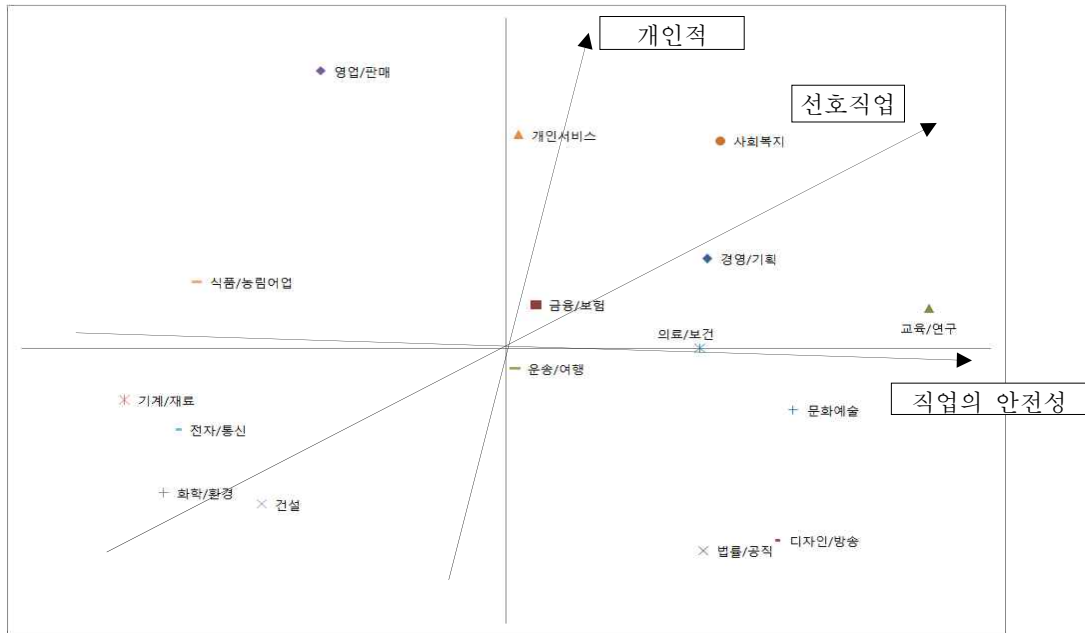 개인적
영업/판매
선호직업
개인서비스
사회복지
경영/기획
식품/농림어업
금융/보험
교육/연구
의료/보건
운송/여행
직업의 안전성
기계/재료
문화예술
전자/통신
화학/환경
건설
디자인/방송
법률/공직